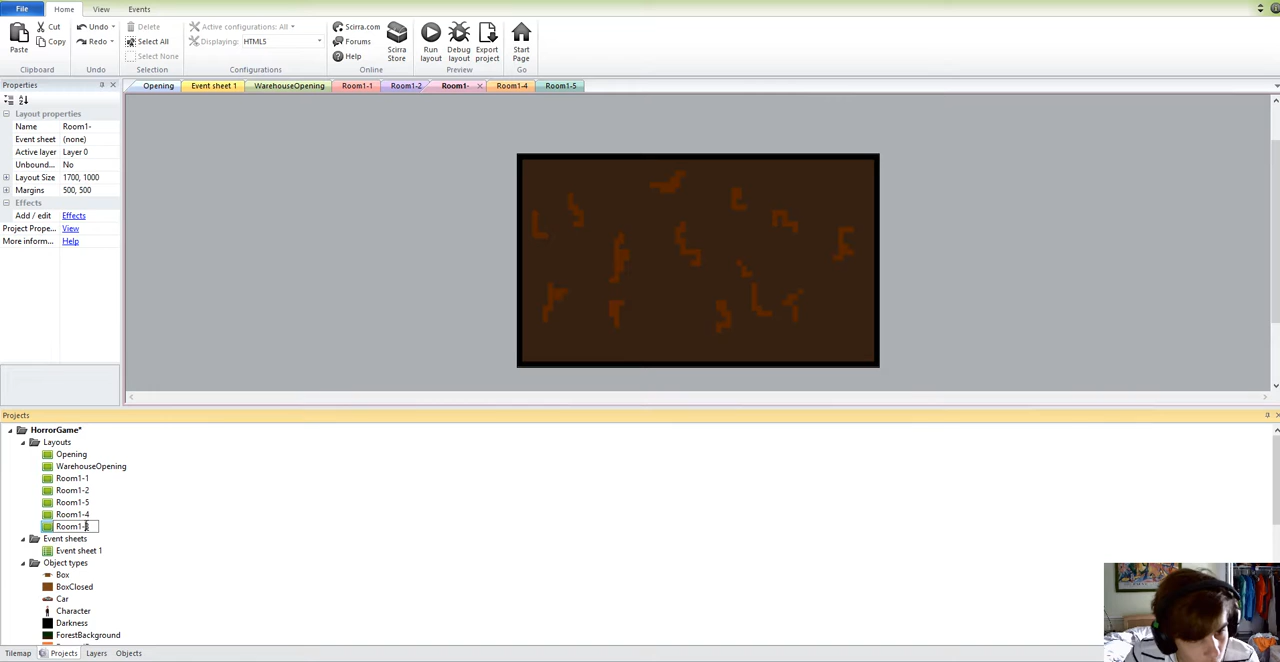 File Home View Events
Paste Cut Copy Undo Redo Delete Select All Select None Active configurations: All Displaying: HTML5 Scirra.com Forums Help Scirra Store Run layout Debug layout Export project Start Page
Clipboard Undo Selection Configurations Online Preview Go
Properties
Opening Event sheet 1 WarehouseOpening Room1-1 Room1-2 Room1- Room1-4 Room1-5
Layout properties
Name Room1-
Event sheet (none)
Active layer Layer 0
Unbound... No
Layout Size 1700, 1000
Margins 500, 500
Effects
Add / edit Effects
Project Prope... View
More inform... Help
Projects
HorrorGame*
Layouts
Opening
WarehouseOpening
Room1-1
Room1-2
Room1-5
Room1-4
Event sheets
Event sheet 1
Object types
Box
BoxClosed
Car
Character
Darkness
ForestBackground
Tilemap Projects Layers Objects